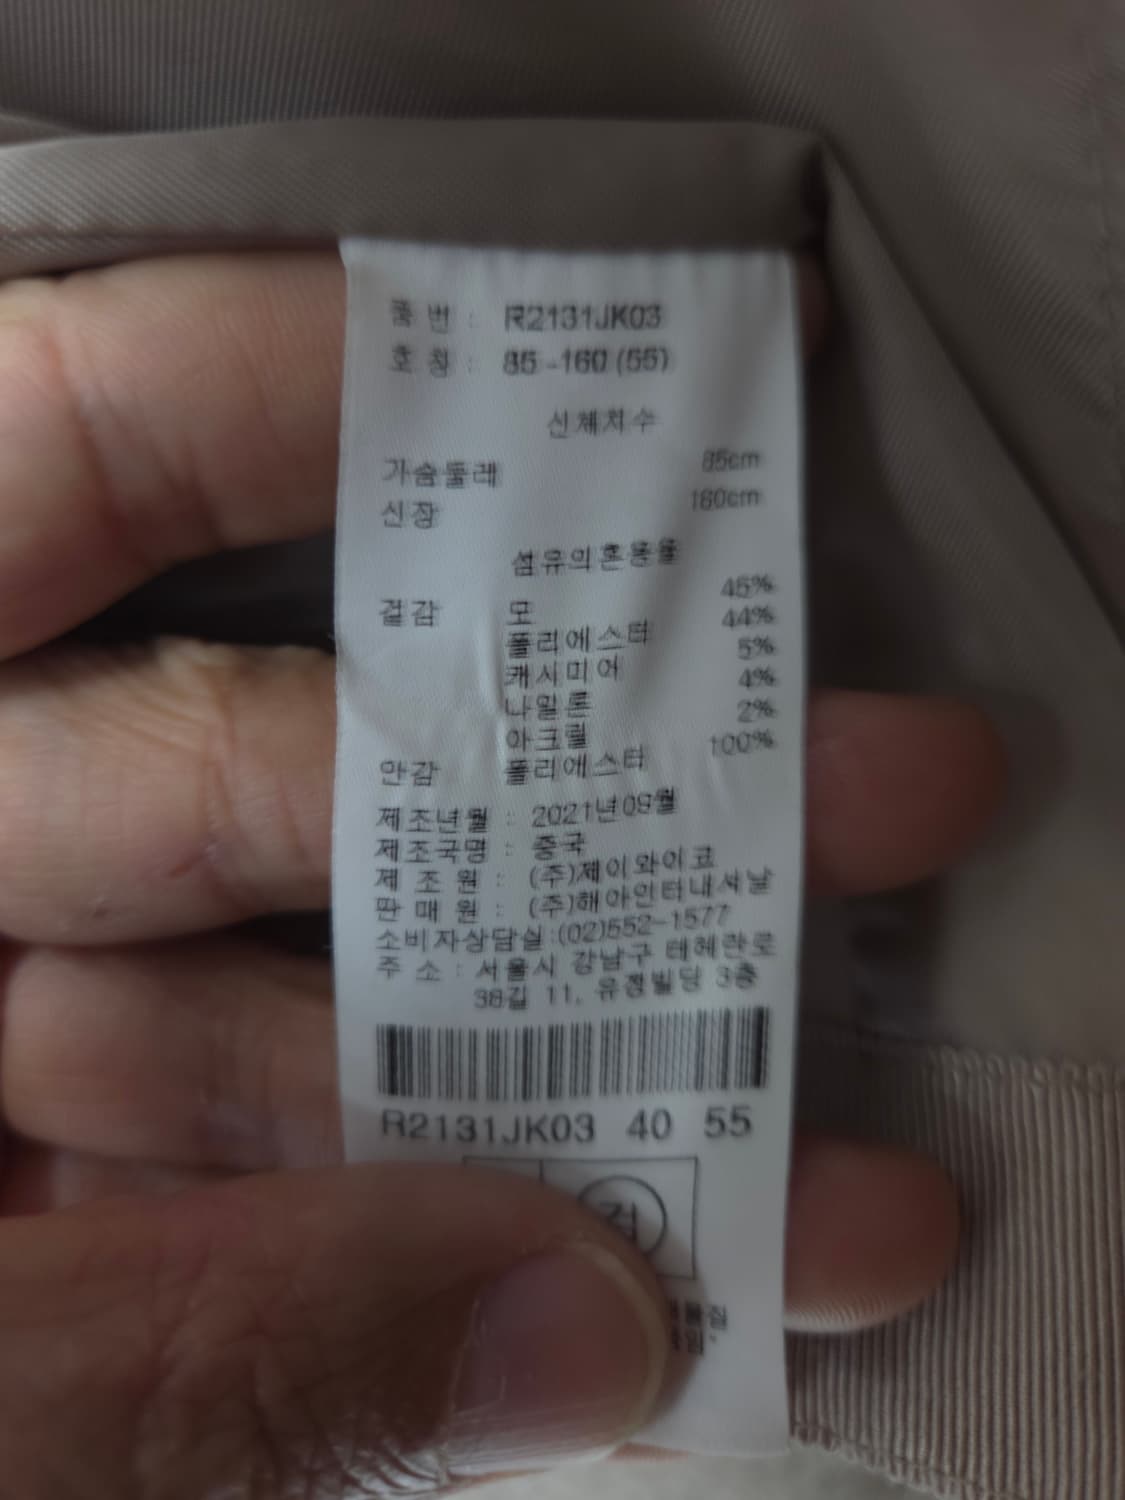 품 번 : R2131JK03
호 칭 : 85-160(55)
신체치수
가슴둘레 85cm
신장 160cm
섬유의혼용율
겉감 모 45%
폴리에스터 44%
캐시미어 5%
나일론 4%
아크릴 2%
안감 폴리에스터 100%
제조년월 : 2021년09월
제조국명 : 중국
제 조 원 : (주)제이와이쿄
판 매 원 : (주)해아인터내셔날
소비자상담실:(02)552-1577
주 소 : 서울시 강남구 테헤란로
38길 11, 유정빌딩 3층
R2131JK03 40 55
물질